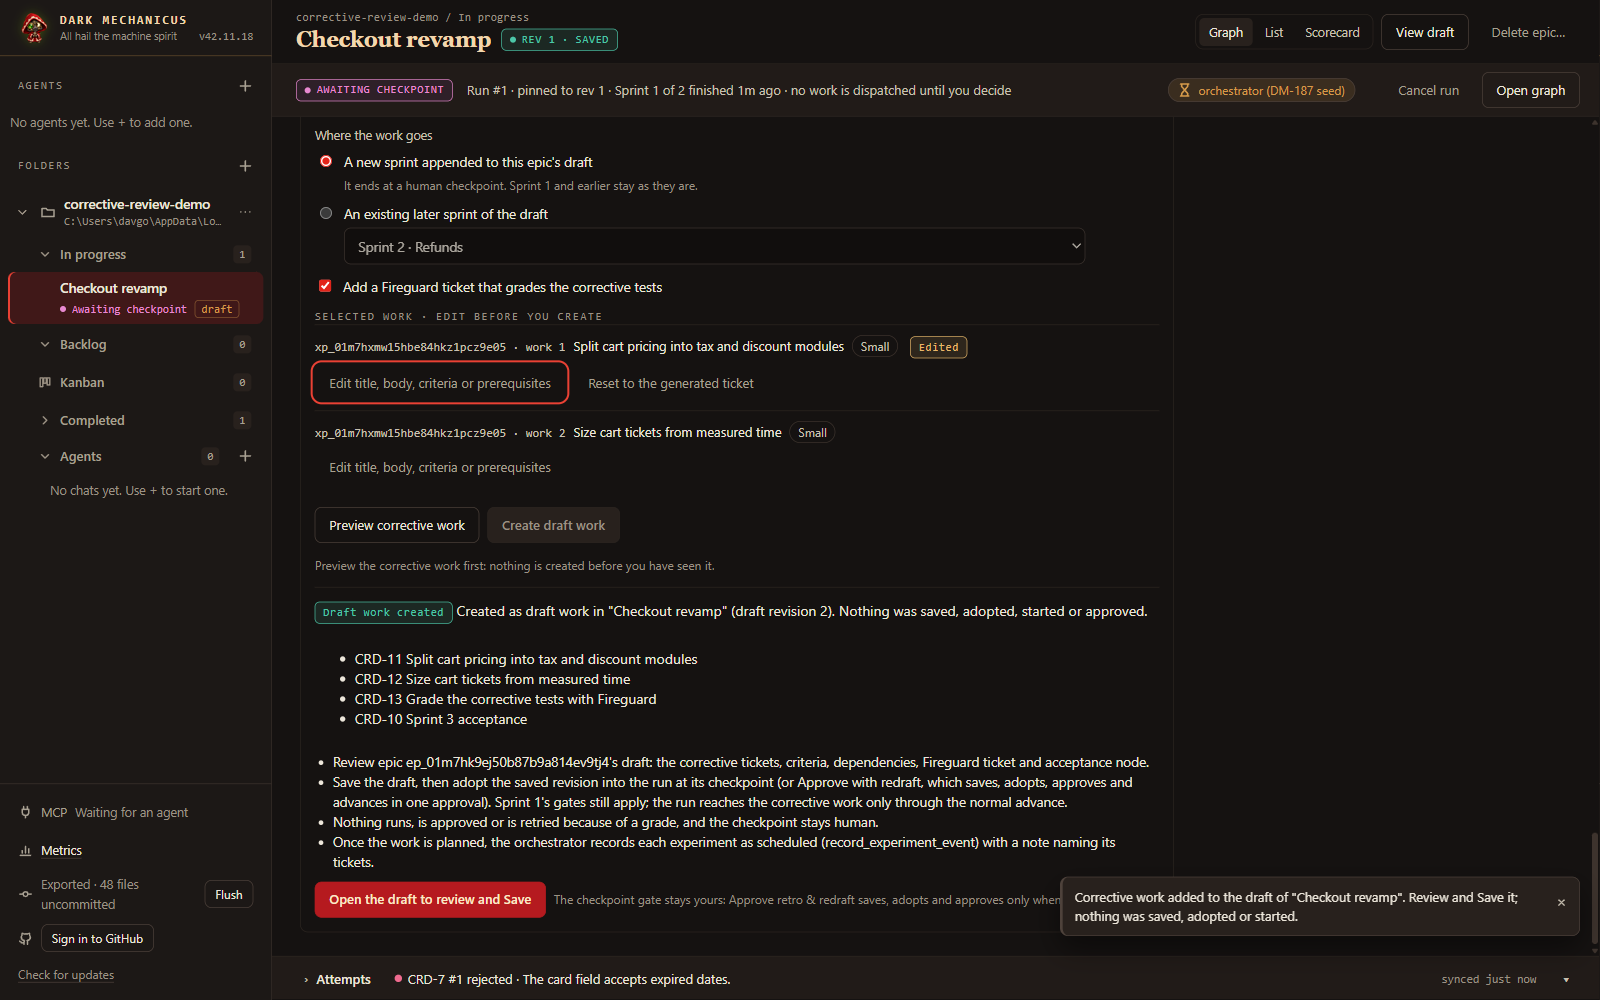 DARK MECHANICUS
All hail the machine spirit v42.11.18
AGENTS
No agents yet. Use + to add one.
FOLDERS
corrective-review-demo
C:\Users\davgo\AppData\Lo…
In progress 1
Checkout revamp
Awaiting checkpoint draft
Backlog 0
Kanban 0
Completed 1
Agents 0
No chats yet. Use + to start one.
MCP Waiting for an agent
Metrics
Exported · 48 files
uncommitted
Flush
Sign in to GitHub
Check for updates
corrective-review-demo / In progress
Checkout revamp
REV 1 · SAVED
Graph List Scorecard View draft Delete epic...
AWAITING CHECKPOINT Run #1 · pinned to rev 1 · Sprint 1 of 2 finished 1m ago · no work is dispatched until you decide
orchestrator (DM-187 seed) Cancel run Open graph
Where the work goes
A new sprint appended to this epic's draft
It ends at a human checkpoint. Sprint 1 and earlier stay as they are.
An existing later sprint of the draft
Sprint 2 · Refunds
Add a Fireguard ticket that grades the corrective tests
SELECTED WORK · EDIT BEFORE YOU CREATE
xp_01m7hxmw15hbe84hkz1pcz9e05 · work 1 Split cart pricing into tax and discount modules Small Edited
Edit title, body, criteria or prerequisites Reset to the generated ticket
xp_01m7hxmw15hbe84hkz1pcz9e05 · work 2 Size cart tickets from measured time Small
Edit title, body, criteria or prerequisites
Preview corrective work Create draft work
Preview the corrective work first: nothing is created before you have seen it.
Draft work created Created as draft work in "Checkout revamp" (draft revision 2). Nothing was saved, adopted, started or approved.
• CRD-11 Split cart pricing into tax and discount modules
• CRD-12 Size cart tickets from measured time
• CRD-13 Grade the corrective tests with Fireguard
• CRD-10 Sprint 3 acceptance
• Review epic ep_01m7hk9ej50b87b9a814ev9tj4's draft: the corrective tickets, criteria, dependencies, Fireguard ticket and acceptance node.
• Save the draft, then adopt the saved revision into the run at its checkpoint (or Approve with redraft, which saves, adopts, approves and
advances in one approval). Sprint 1's gates still apply; the run reaches the corrective work only through the normal advance.
• Nothing runs, is approved or is retried because of a grade, and the checkpoint stays human.
• Once the work is planned, the orchestrator records each experiment as scheduled (record_experiment_event) with a note naming its
tickets.
Open the draft to review and Save The checkpoint gate stays yours: Approve retro & redraft saves, adopts and approves only when
Corrective work added to the draft of "Checkout revamp". Review and Save it;
nothing was saved, adopted or started.
Attempts CRD-7 #1 rejected · The card field accepts expired dates.
synced just now